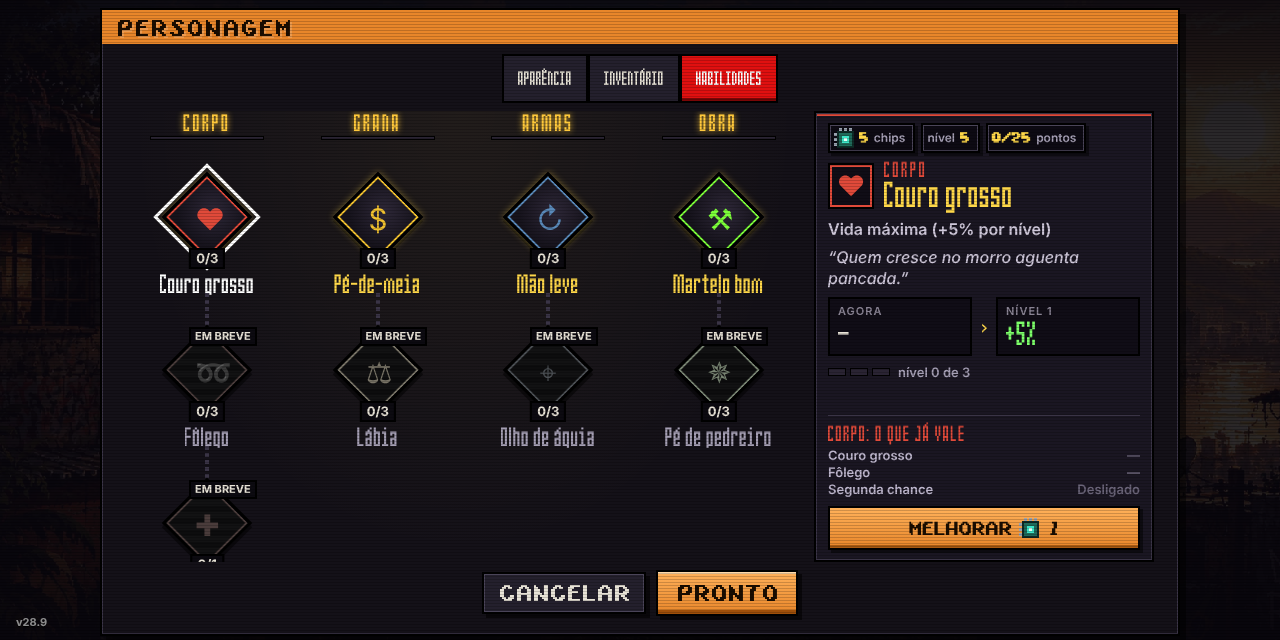 PERSONAGEM
APARÊNCIA
INVENTÁRIO
HABILIDADES
CORPO
GRANA
ARMAS
OBRA
0/3
0/3
0/3
0/3
Couro grosso
Pé-de-meia
Mão leve
Martelo bom
EM BREVE
EM BREVE
EM BREVE
EM BREVE
0/3
0/3
0/3
0/3
Fôlego
Lábia
Olho de águia
Pé de pedreiro
EM BREVE
5 chips
nível 5
0/25 pontos
CORPO
Couro grosso
Vida máxima (+5% por nível)
“Quem cresce no morro aguenta
pancada.”
AGORA
—
›
NÍVEL 1
+5%
nível 0 de 3
CORPO: O QUE JÁ VALE
Couro grosso —
Fôlego —
Segunda chance Desligado
MELHORAR 1
CANCELAR
PRONTO
v28.9